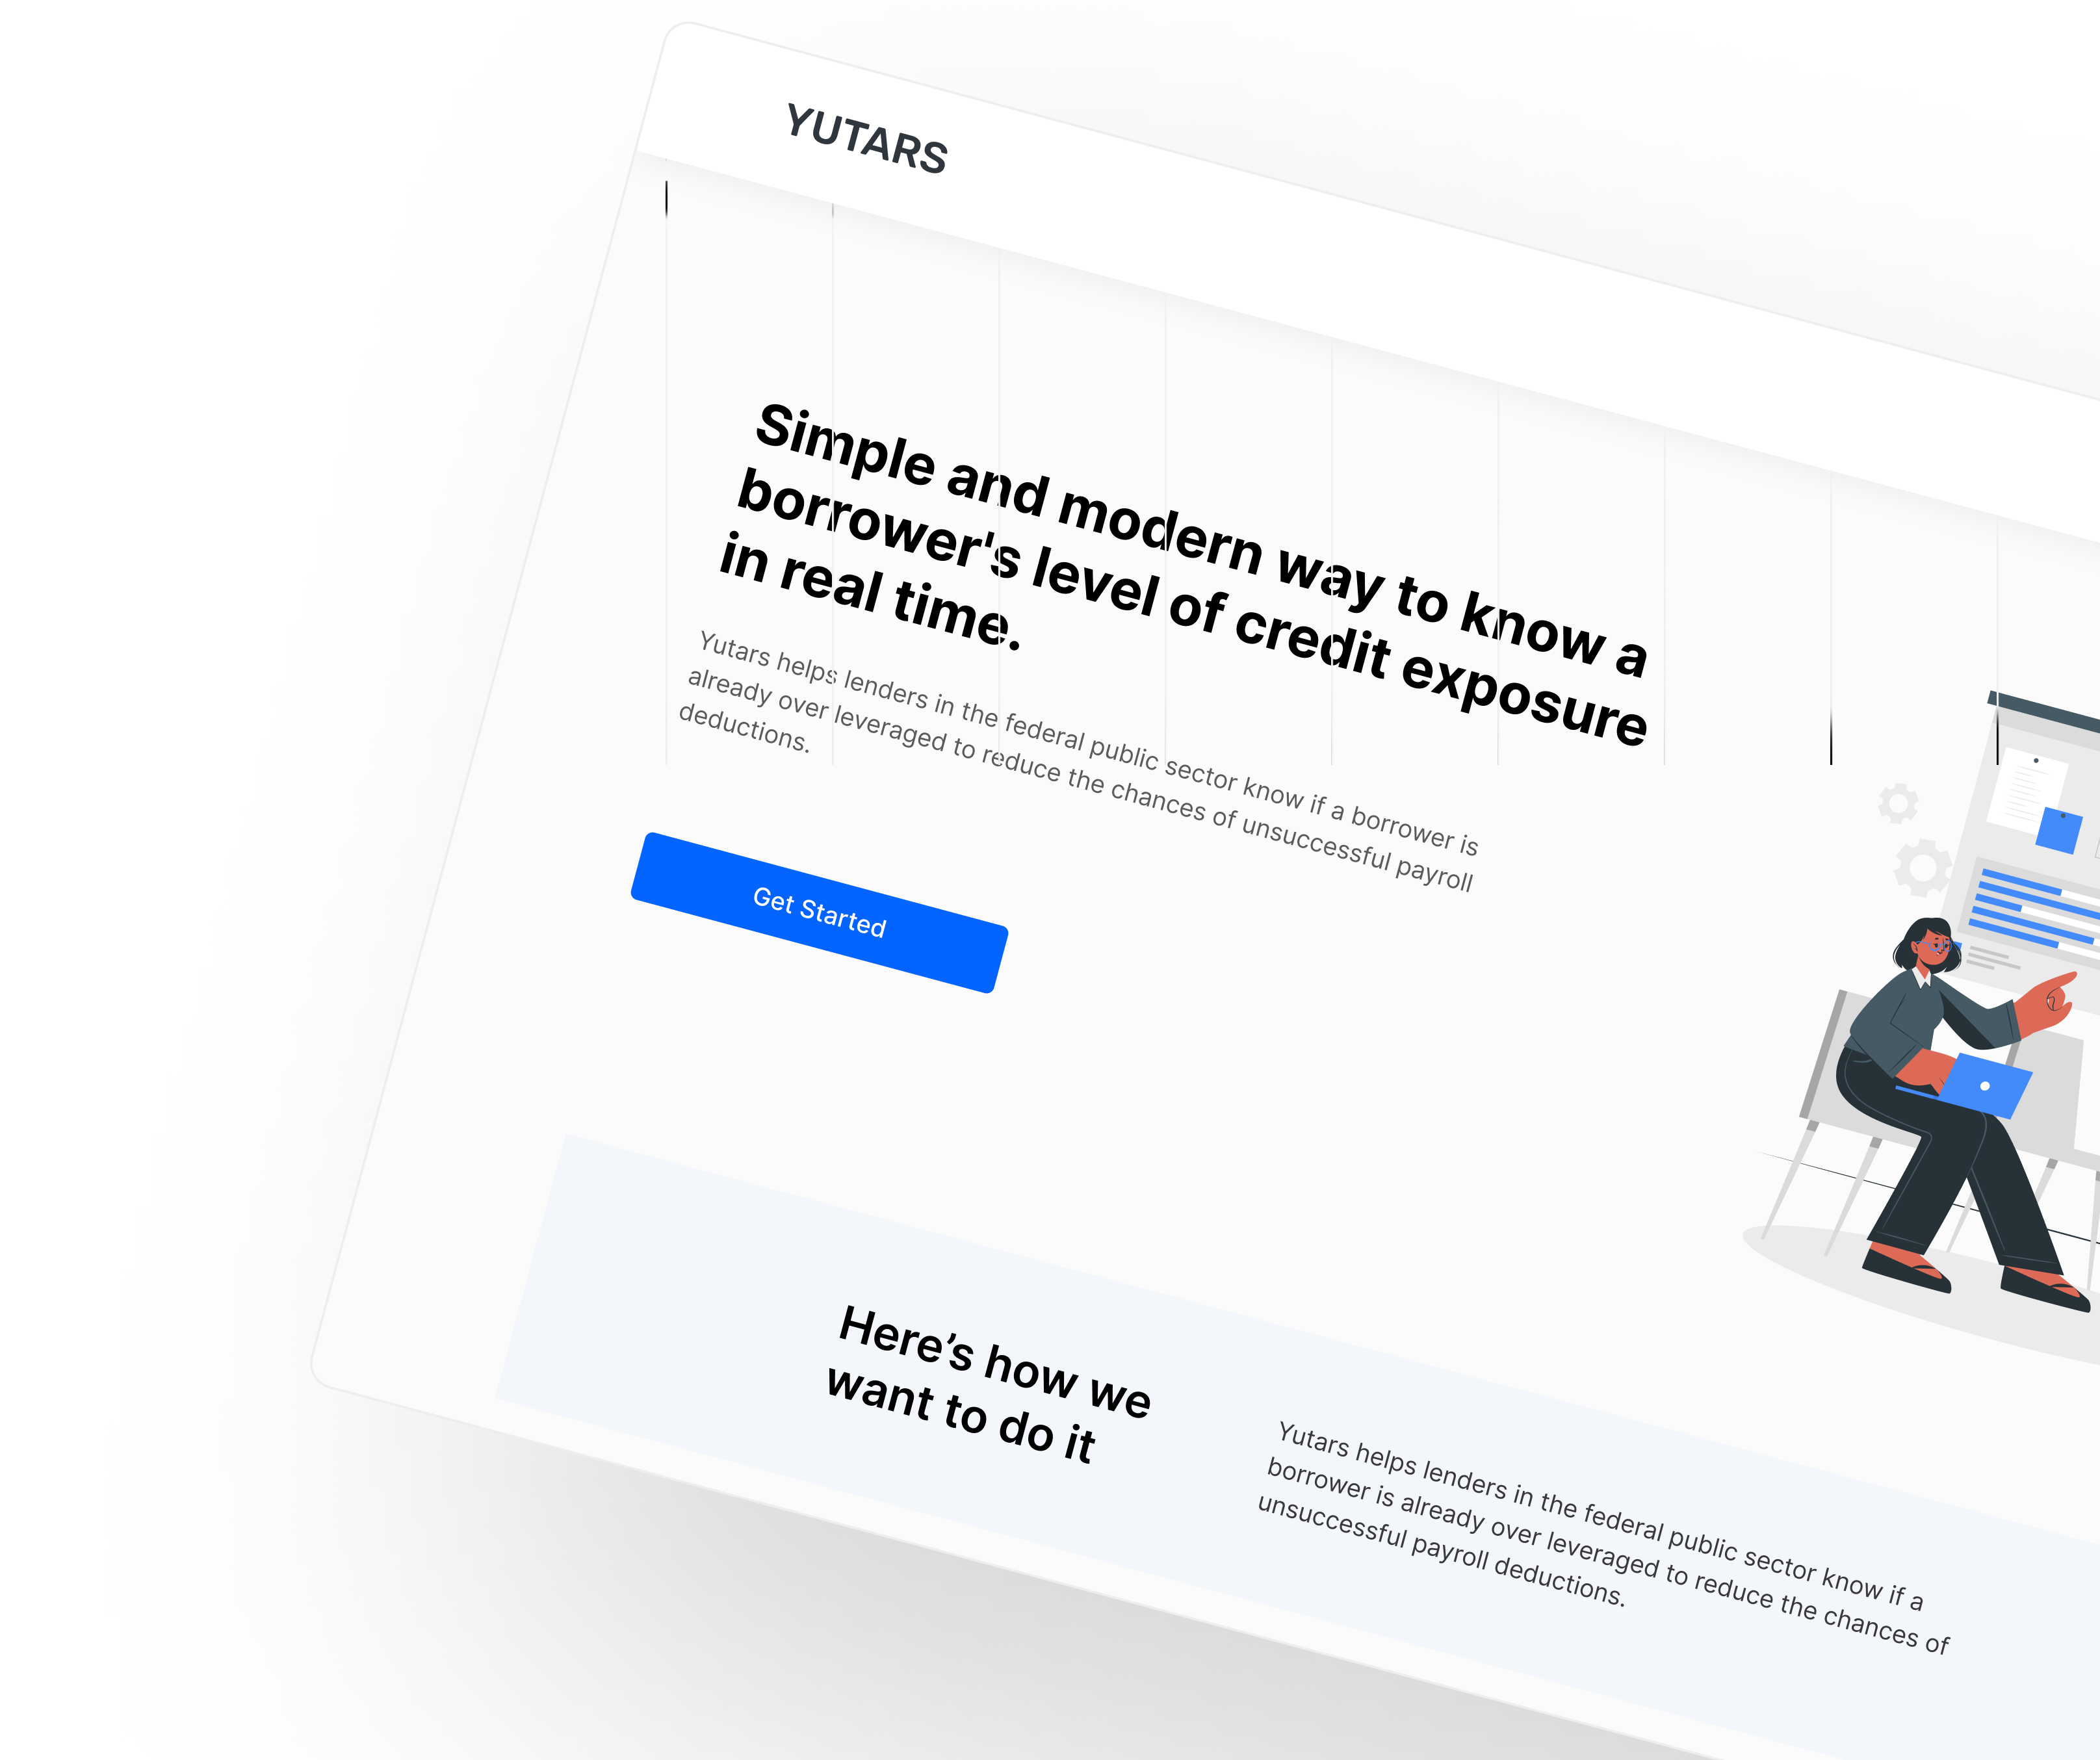 YUTARS
Simple and modern way to know a
borrower's level of credit exposure
in real time.
Yutars helps lenders in the federal public sector know if a borrower is
already over leveraged to reduce the chances of unsuccessful payroll
deductions.
Get Started
Here’s how we
want to do it
Yutars helps lenders in the federal public sector know if a
borrower is already over leveraged to reduce the chances of
unsuccessful payroll deductions.